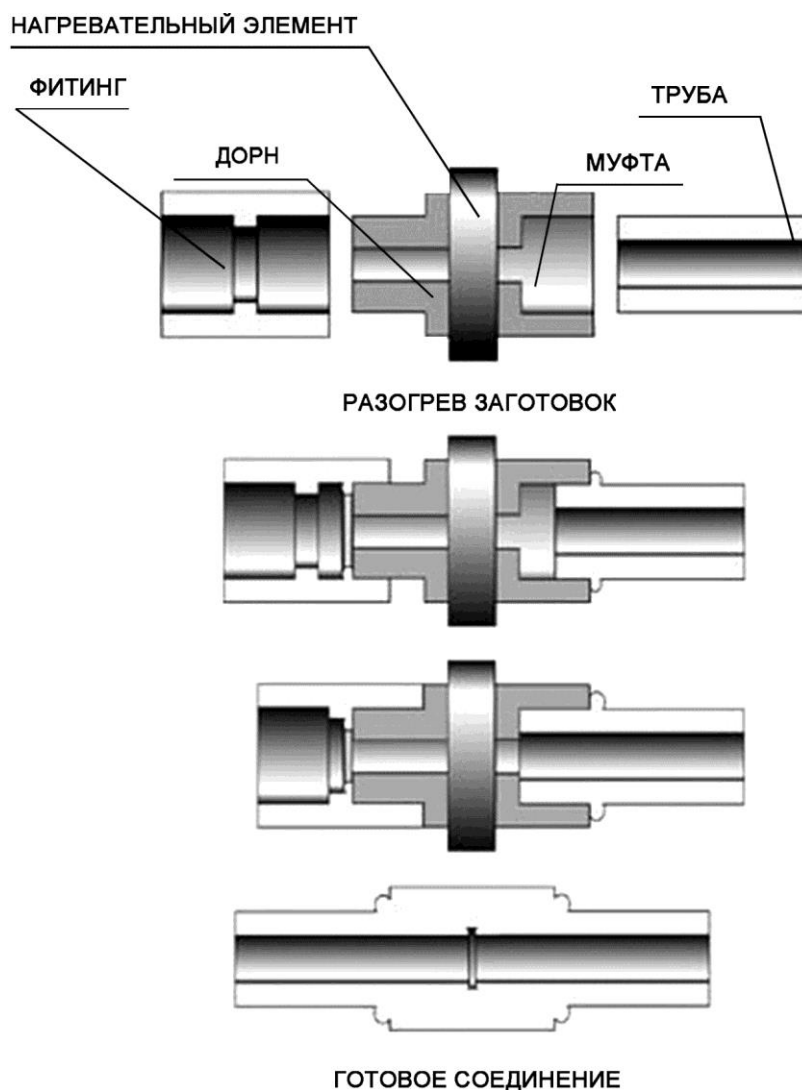 НАГРЕВАТЕЛЬНЫЙ ЭЛЕМЕНТ
ФИТИНГ
ТРУБА
ДОРН
МУФТА
РАЗОГРЕВ ЗАГОТОВОК
ГОТОВОЕ СОЕДИНЕНИЕ